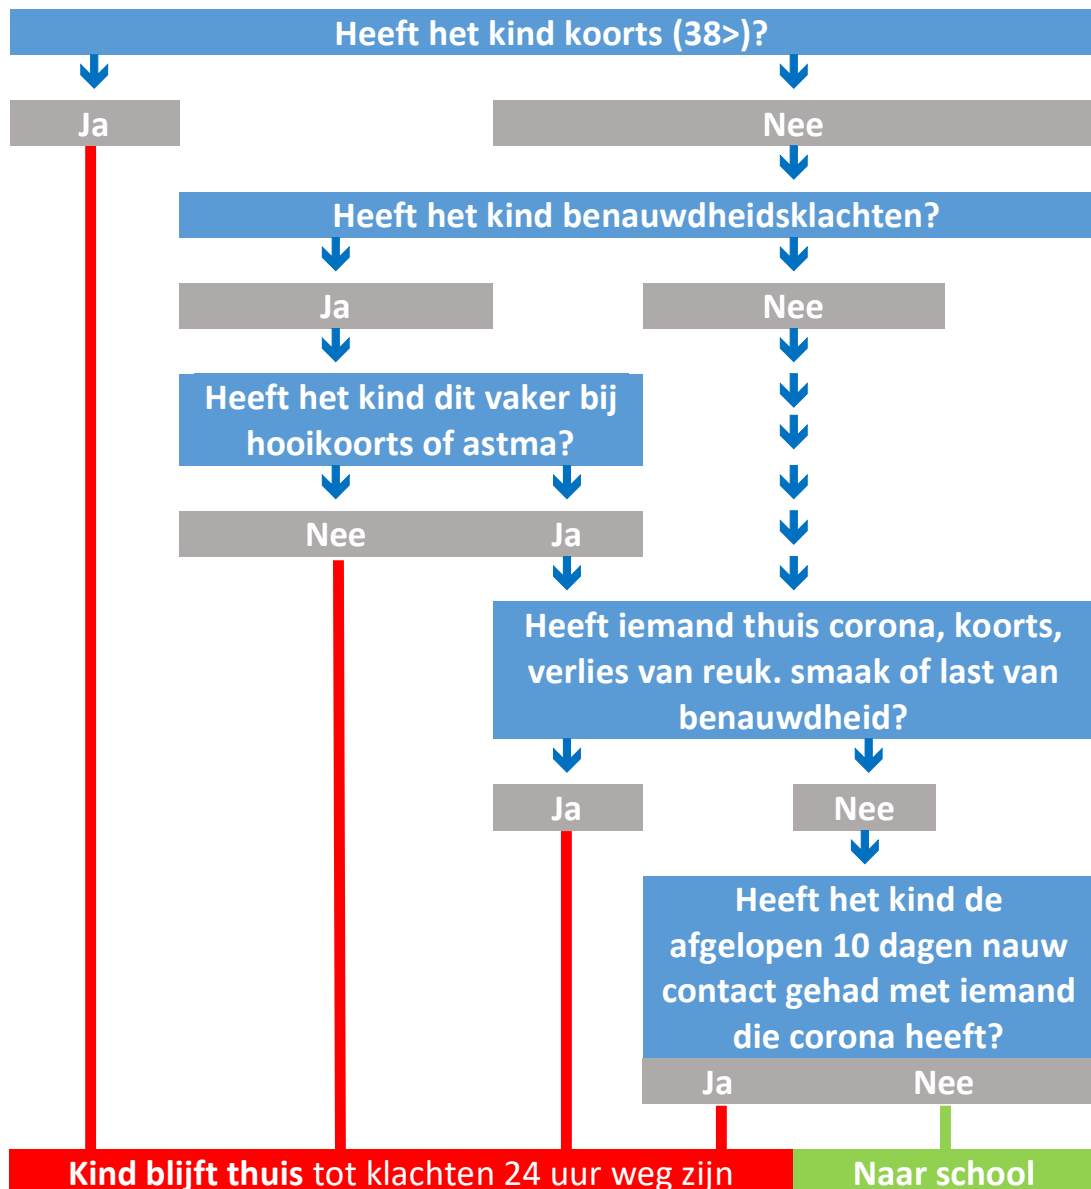 Heeft het kind koorts (38>)?
Ja
Nee
Heeft het kind benauwdheidsklachten?
Ja
Nee
Heeft het kind dit vaker bij
hooikoorts of astma?
Nee
Ja
Heeft iemand thuis corona, koorts,
verlies van reuk. smaak of last van
benauwdheid?
Ja
Nee
Heeft het kind de
afgelopen 10 dagen nauw
contact gehad met iemand
die corona heeft?
Ja
Nee
Kind blijft thuis tot klachten 24 uur weg zijn
Naar school